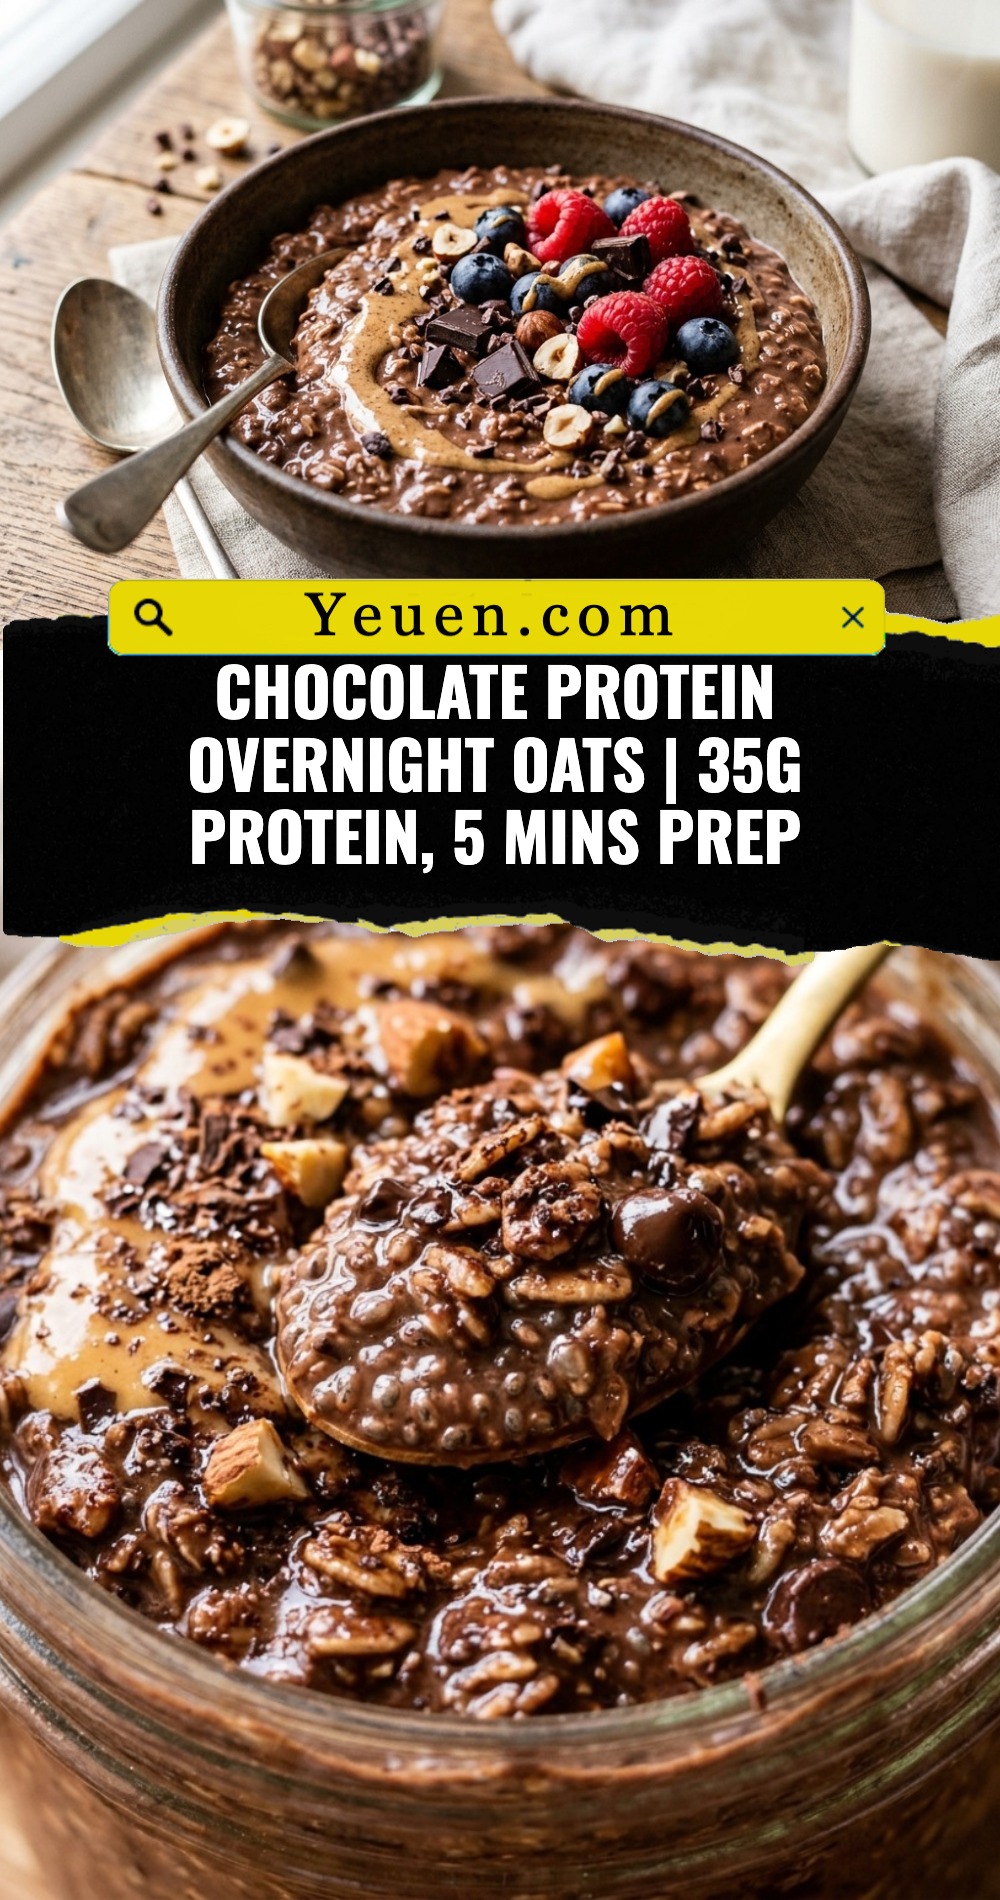 Yeuen.com
CHOCOLATE PROTEIN
OVERNIGHT OATS | 35G
PROTEIN, 5 MINS PREP